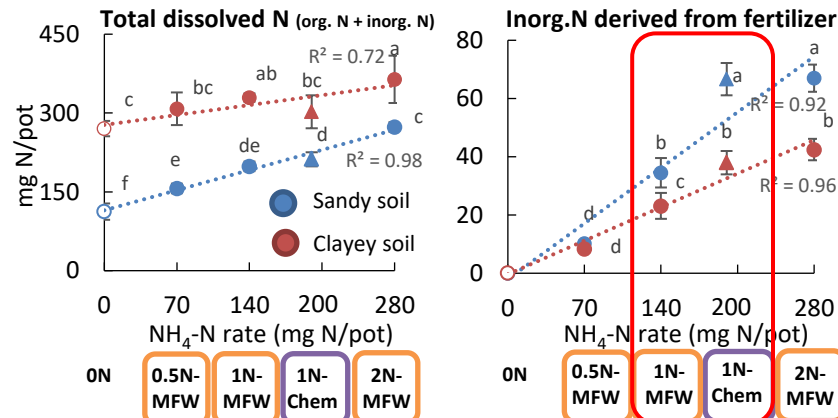 Total dissolved N (org. N + inorg. N)
450
300
150
0
mg N/pot
c
bc
ab
bc
a
R² = 0.72
f
e
de
d
c
R² = 0.98
Sandy soil
Clayey soil
0 70 140 200 280
NH₄-N rate (mg N/pot)
0N
0.5N-
MFW
1N-
MFW
1N-
Chem
2N-
MFW
Inorg.N derived from fertilizer
80
60
40
20
0
a
a
R² = 0.92
b
b
b
c
d
d
R² = 0.96
0 70 140 200 280
NH₄-N rate (mg N/pot)
0N
0.5N-
MFW
1N-
MFW
1N-
Chem
2N-
MFW